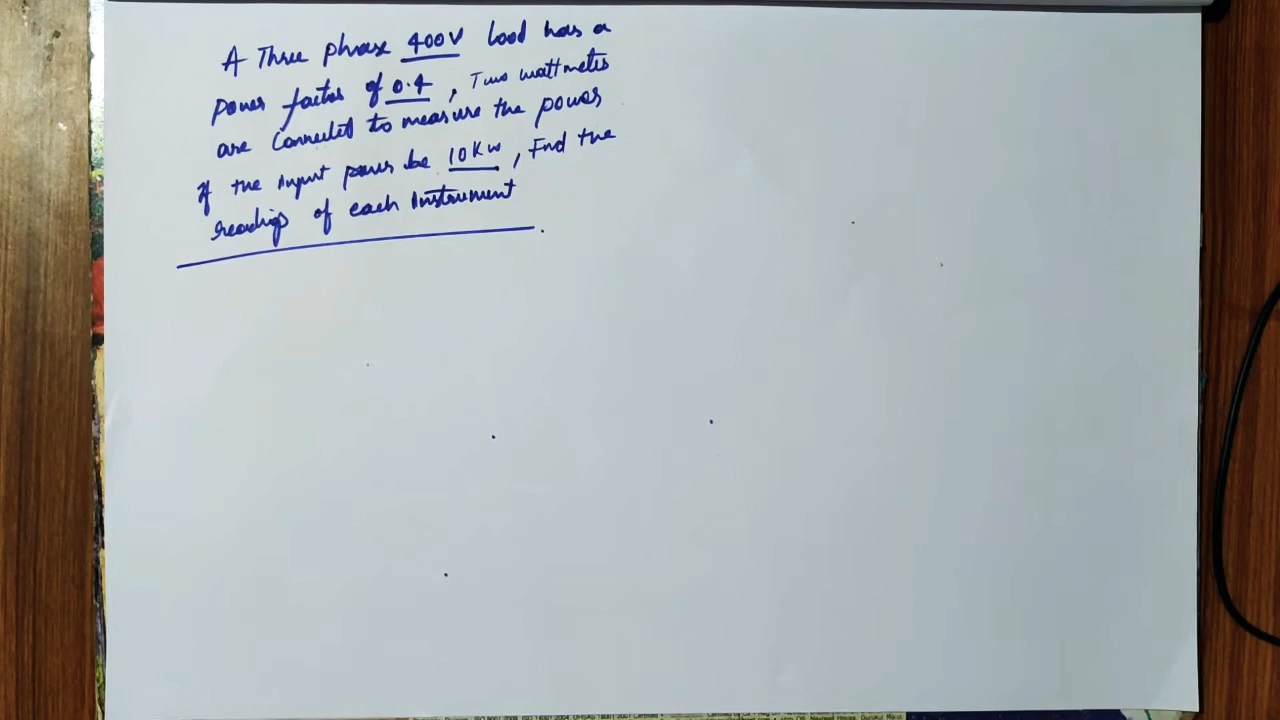 A Three phase 400V load has a
power factor of 0.4, Two wattmeter
are Connected to measure the power
if the input power be 10Kw, Find the
readings of each instrument